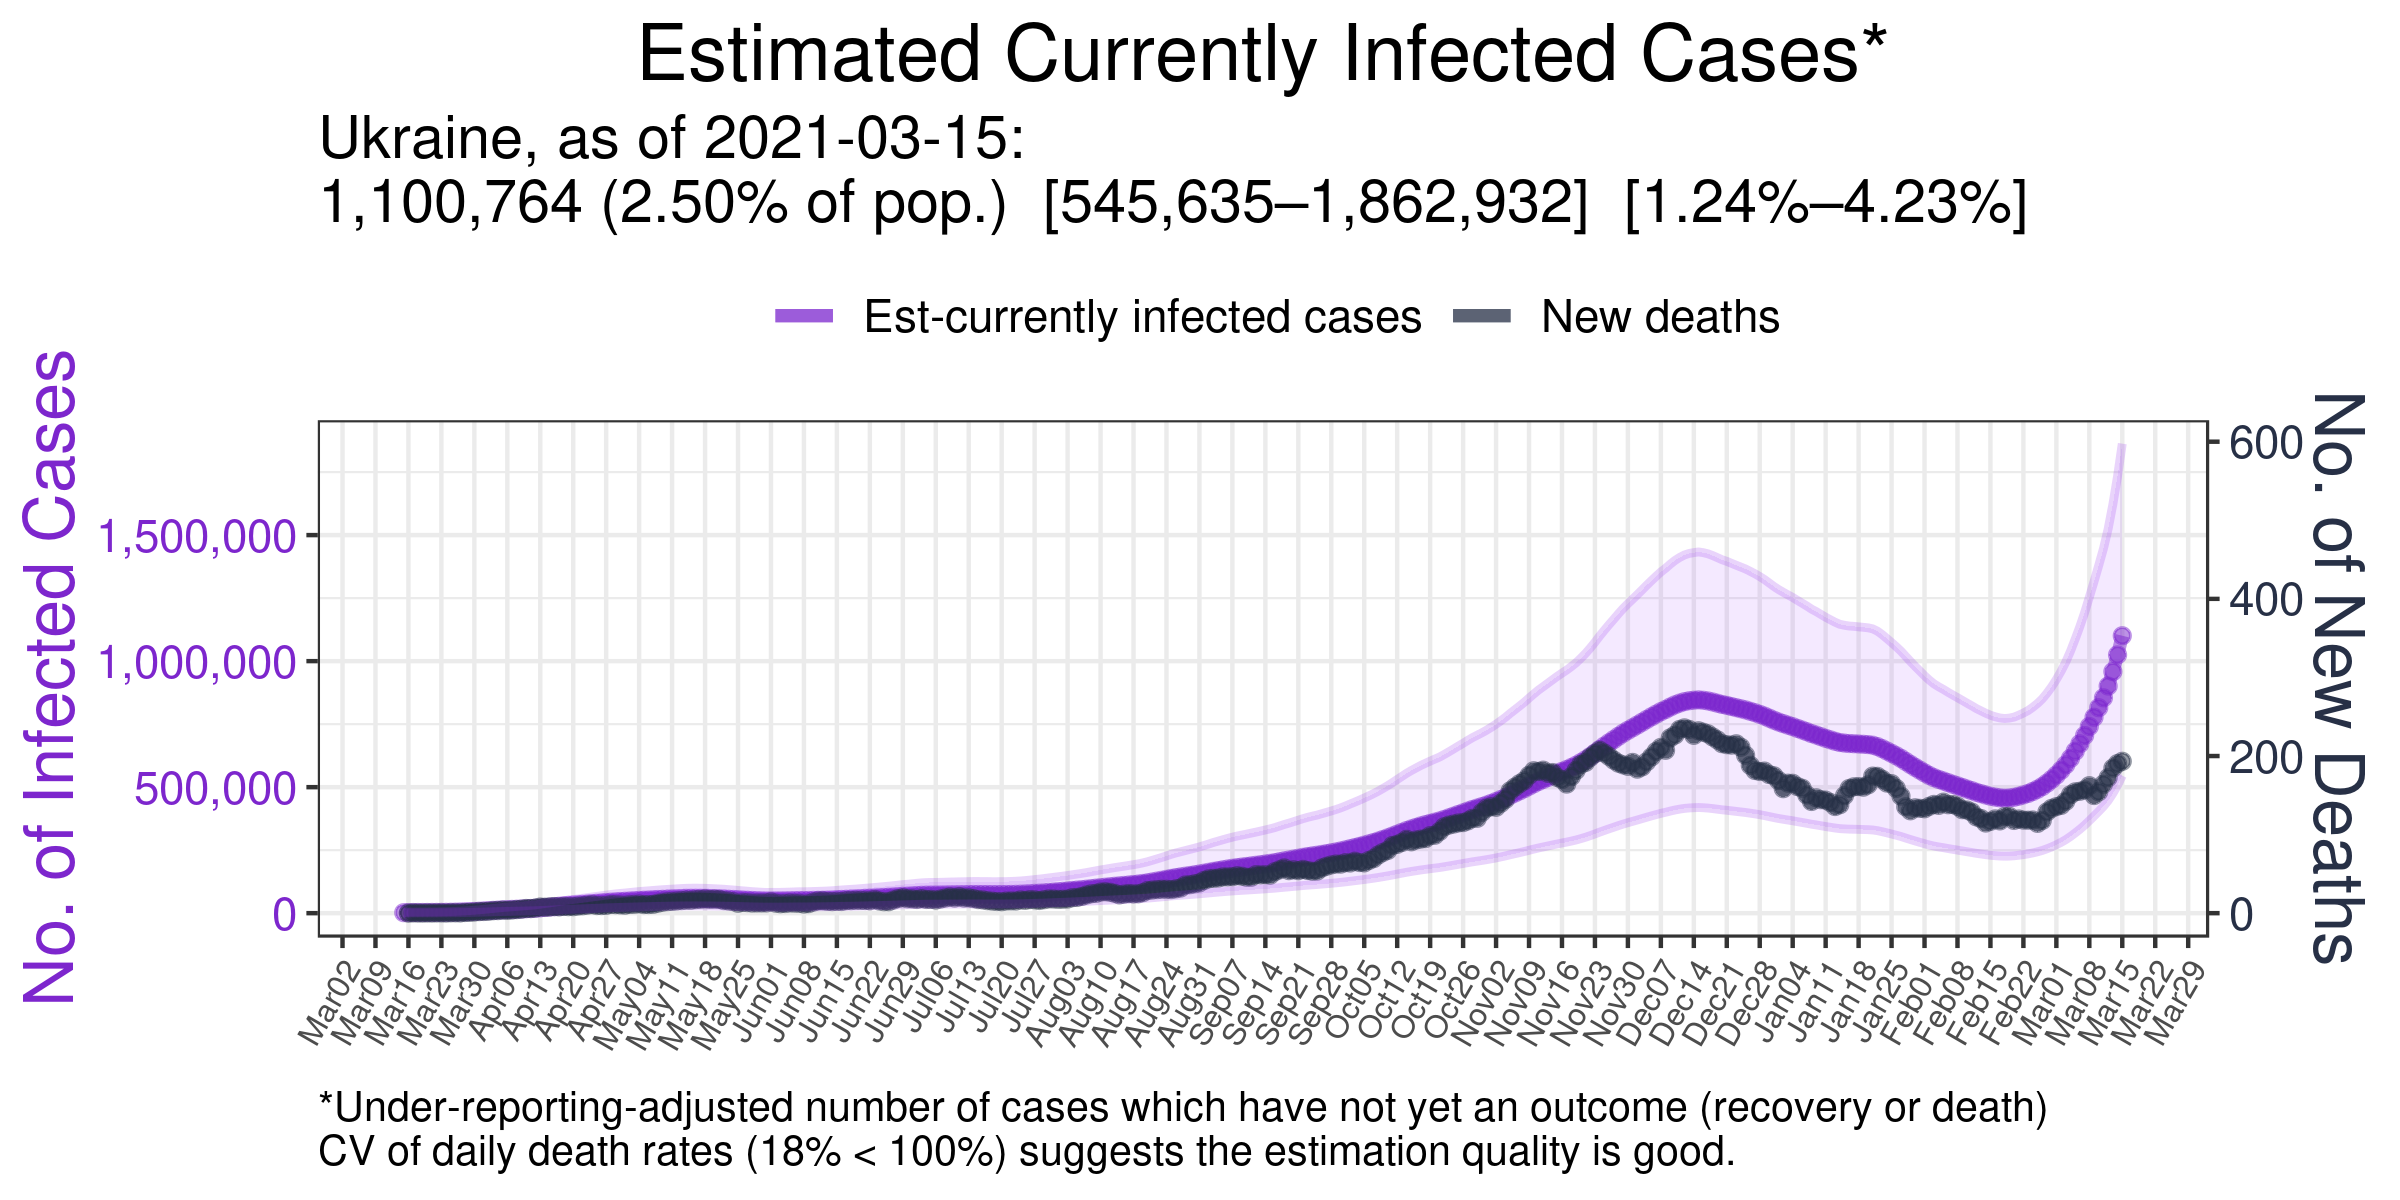 Estimated Currently Infected Cases*
Ukraine, as of 2021-03-15:
1,100,764 (2.50% of pop.) [545,635–1,862,932] [1.24%–4.23%]
Est-currently infected cases New deaths
No. of Infected Cases
1,500,000
1,000,000
500,000
0
600
400
200
0
No. of New Deaths
Mar02 Mar09 Mar16 Mar23 Mar30 Apr06 Apr13 Apr20 Apr27 May04 May11 May18 May25 Jun01 Jun08 Jun15 Jun22 Jun29 Jul06 Jul13 Jul20 Jul27 Aug03 Aug10 Aug17 Aug24 Aug31 Sep07 Sep14 Sep21 Sep28 Oct05 Oct12 Oct19 Oct26 Nov02 Nov09 Nov16 Nov23 Nov30 Dec07 Dec14 Dec21 Dec28 Jan04 Jan11 Jan18 Jan25 Feb01 Feb08 Feb15 Feb22 Mar01 Mar08 Mar15 Mar22 Mar29
*Under-reporting-adjusted number of cases which have not yet an outcome (recovery or death)
CV of daily death rates (18% < 100%) suggests the estimation quality is good.